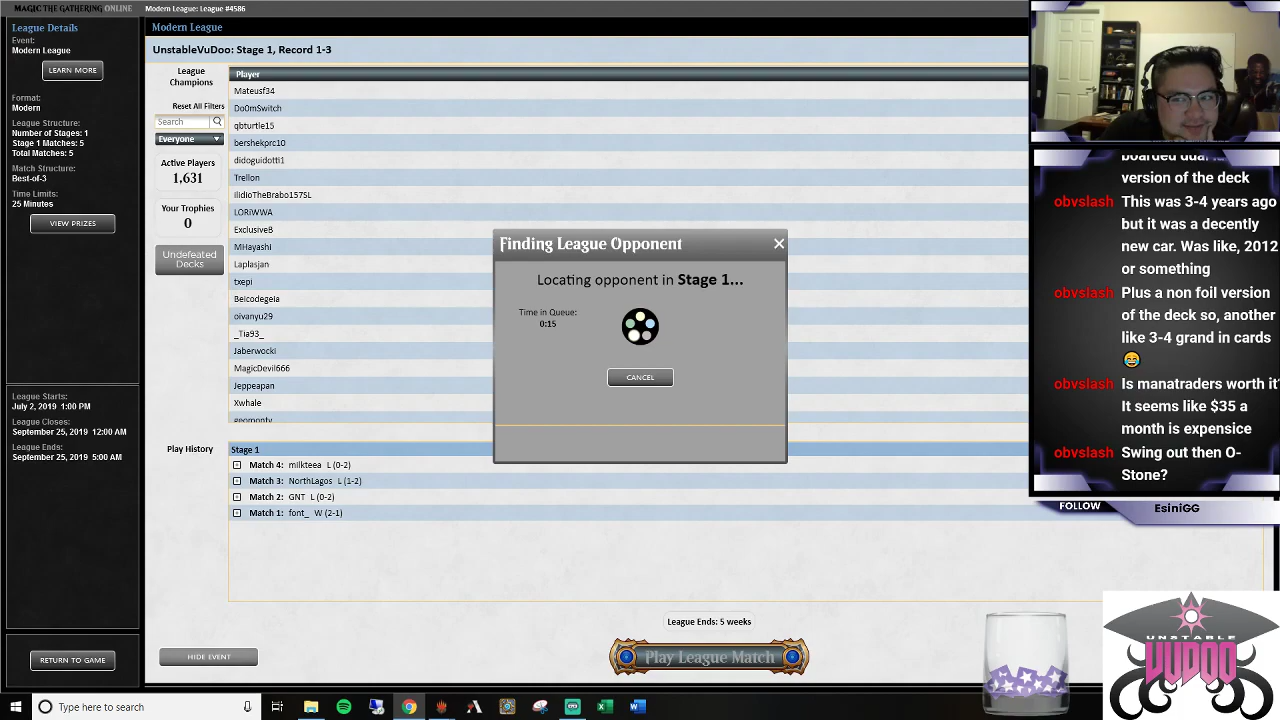 MAGIC THE GATHERING ONLINE
Modern League: League #4586
League Details
Event:
Modern League
LEARN MORE
Format:
Modern
League Structure:
Number of Stages: 1
Stage 1 Matches: 5
Total Matches: 5
Match Structure:
Best-of-3
Time Limits:
25 Minutes
VIEW PRIZES
League Starts:
July 2, 2019 1:00 PM
League Closes:
September 25, 2019 12:00 AM
League Ends:
September 25, 2019 5:00 AM
RETURN TO GAME
Modern League
UnstableVuDoo: Stage 1, Record 1-3
League
Champions
Reset All Filters
Search
Everyone
Active Players
1,631
Your Trophies
0
Undefeated
Decks
Player
Mateusf34
Do0mSwitch
qbturtle15
bershekprc10
didoguidotti1
Trellon
ilidioTheBrabo157SL
LORiWWA
ExclusiveB
MHayashi
Laplasjan
txepi
Belcodegeia
oivanyu29
_Tia93_
Jaberwocki
MagicDevil666
Jeppeapan
Xwhale
geomonty
Finding League Opponent
Locating opponent in Stage 1...
Time in Queue:
0:15
CANCEL
Play History
Stage 1
Match 4: milkteea L (0-2)
Match 3: NorthLagos L (1-2)
Match 2: GNT L (0-2)
Match 1: font_ W (2-1)
League Ends: 5 weeks
HIDE EVENT
Play League Match
version of the deck
obvslash This was 3-4 years ago
but it was a decently
new car. Was like, 2012
or something
obvslash Plus a non foil version
of the deck so, another
like 3-4 grand in cards
😂
obvslash Is manatraders worth it?
It seems like $35 a
month is expensice
obvslash Swing out then O-
Stone?
FOLLOW
EsiniGG
UNSTABLE
VUDOO
Type here to search